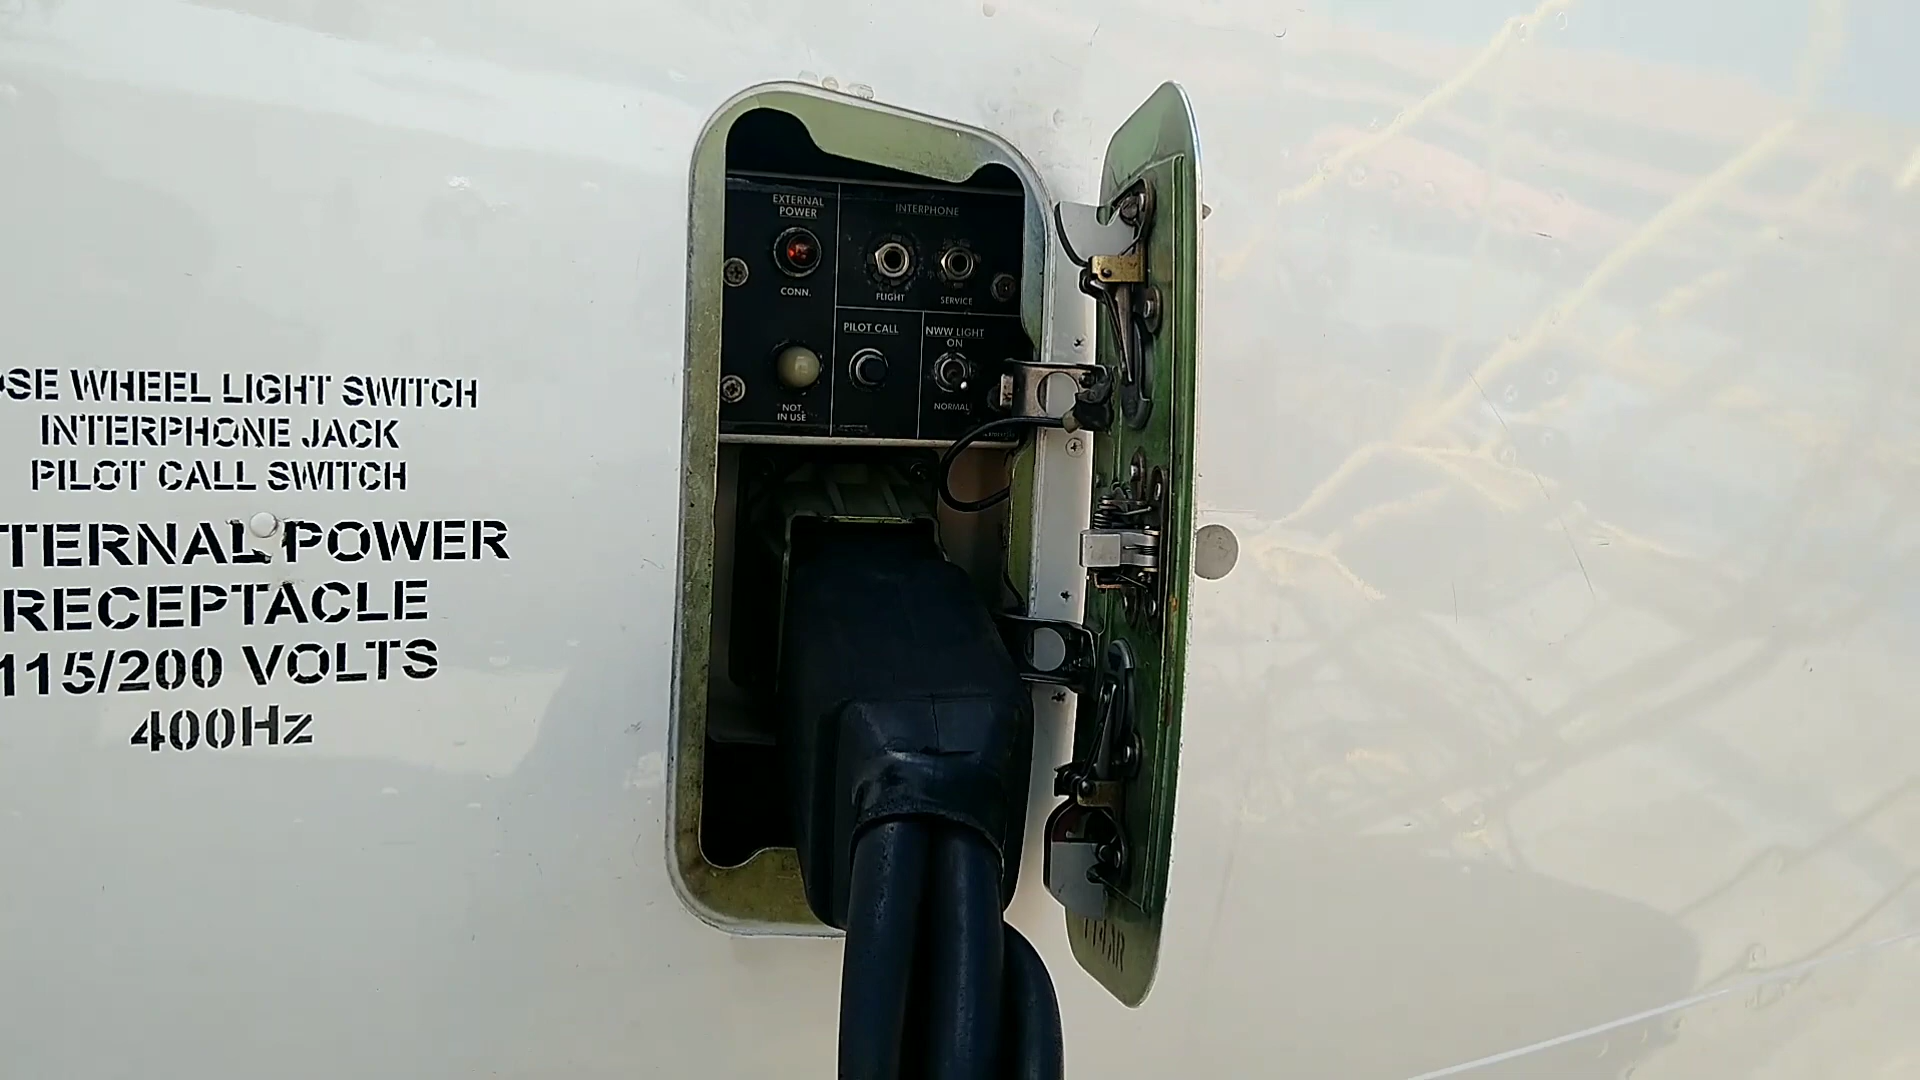 OSE WHEEL LIGHT SWITCH
INTERPHONE JACK
PILOT CALL SWITCH
TERNAL POWER
RECEPTACLE
115/200 VOLTS
400Hz
EXTERNAL
POWER
CONN.
INTERPHONE
FLIGHT
SERVICE
NOT
IN USE
PILOT CALL
NWW LIGHT
ON
NORMAL